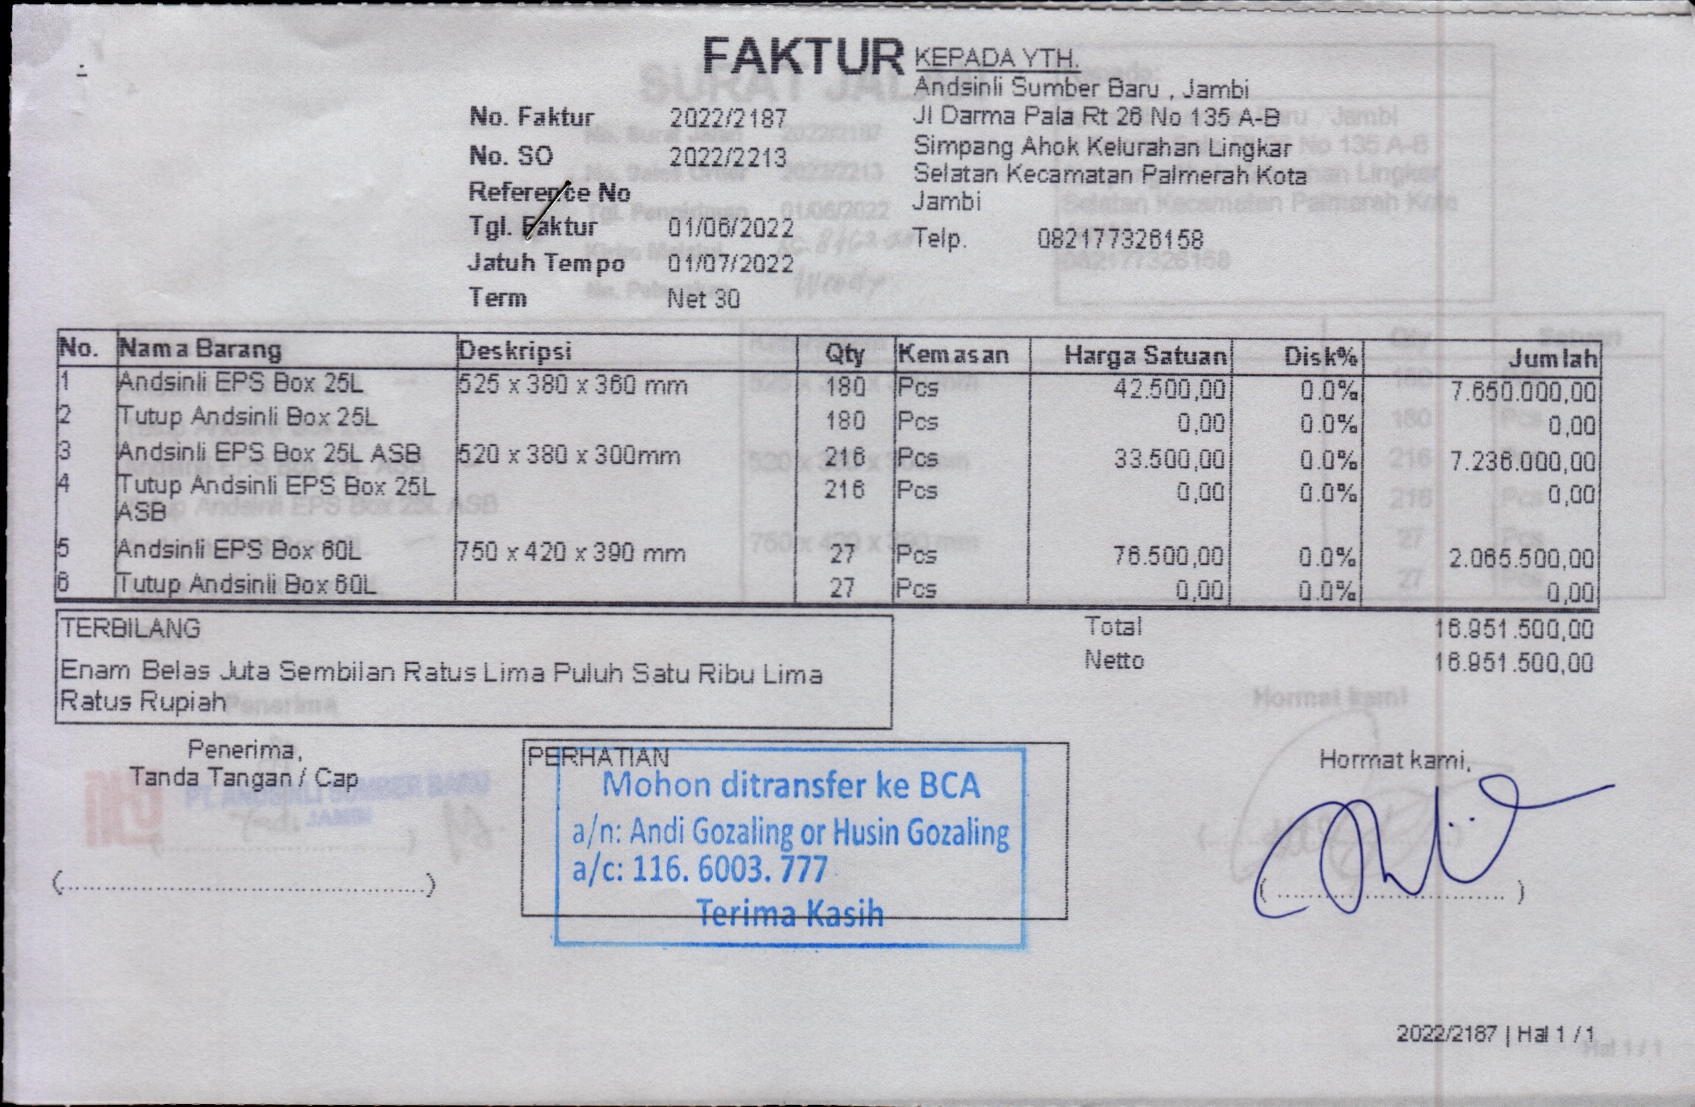 FAKTUR
No. Faktur 2022/2187
No. SO 2022/2213
Reference No
Tgl. Faktur 01/06/2022
Jatuh Tempo 01/07/2022
Term Net 30
KEPADA YTH.
Andsinli Sumber Baru , Jambi
Jl Darma Pala Rt 26 No 135 A-B
Simpang Ahok Kelurahan Lingkar
Selatan Kecamatan Palmerah Kota
Jambi
Telp. 082177326158
No. Nama Barang Deskripsi Qty Kemasan Harga Satuan Disk% Jumlah
1 Andsinli EPS Box 25L 525 x 380 x 360 mm 180 Pcs 42.500,00 0.0% 7.650.000,00
2 Tutup Andsinli Box 25L 180 Pcs 0,00 0.0% 0,00
3 Andsinli EPS Box 25L ASB 520 x 380 x 300mm 216 Pcs 33.500,00 0.0% 7.236.000,00
4 Tutup Andsinli EPS Box 25L 216 Pcs 0,00 0.0% 0,00
ASB
5 Andsinli EPS Box 60L 750 x 420 x 390 mm 27 Pcs 76.500,00 0.0% 2.065.500,00
6 Tutup Andsinli Box 60L 27 Pcs 0,00 0.0% 0,00
TERBILANG
Enam Belas Juta Sembilan Ratus Lima Puluh Satu Ribu Lima
Ratus Rupiah
Total 16.951.500,00
Netto 16.951.500,00
Penerima,
Tanda Tangan / Cap
(..........................................)
PERHATIAN
Mohon ditransfer ke BCA
a/n: Andi Gozaling or Husin Gozaling
a/c: 116. 6003. 777
Terima Kasih
Hormat kami,
( .......................... )
2022/2187 | Hal 1 / 1